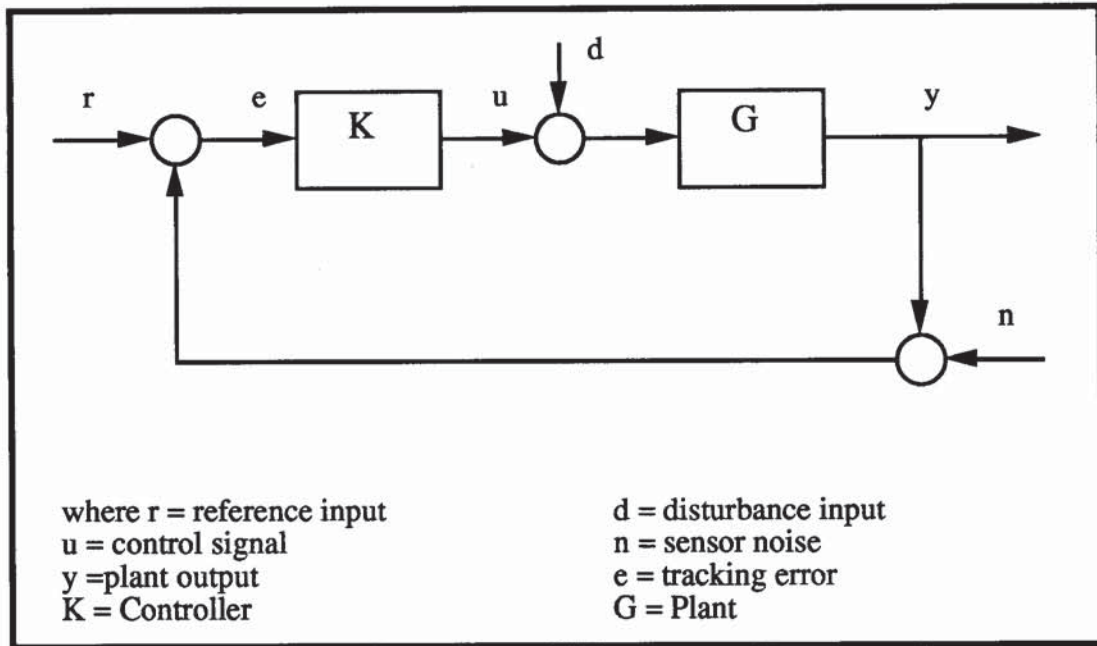 d
r
e
K
u
G
y
n
where r = reference input
u = control signal
y =plant output
K = Controller
d = disturbance input
n = sensor noise
e = tracking error
G = Plant